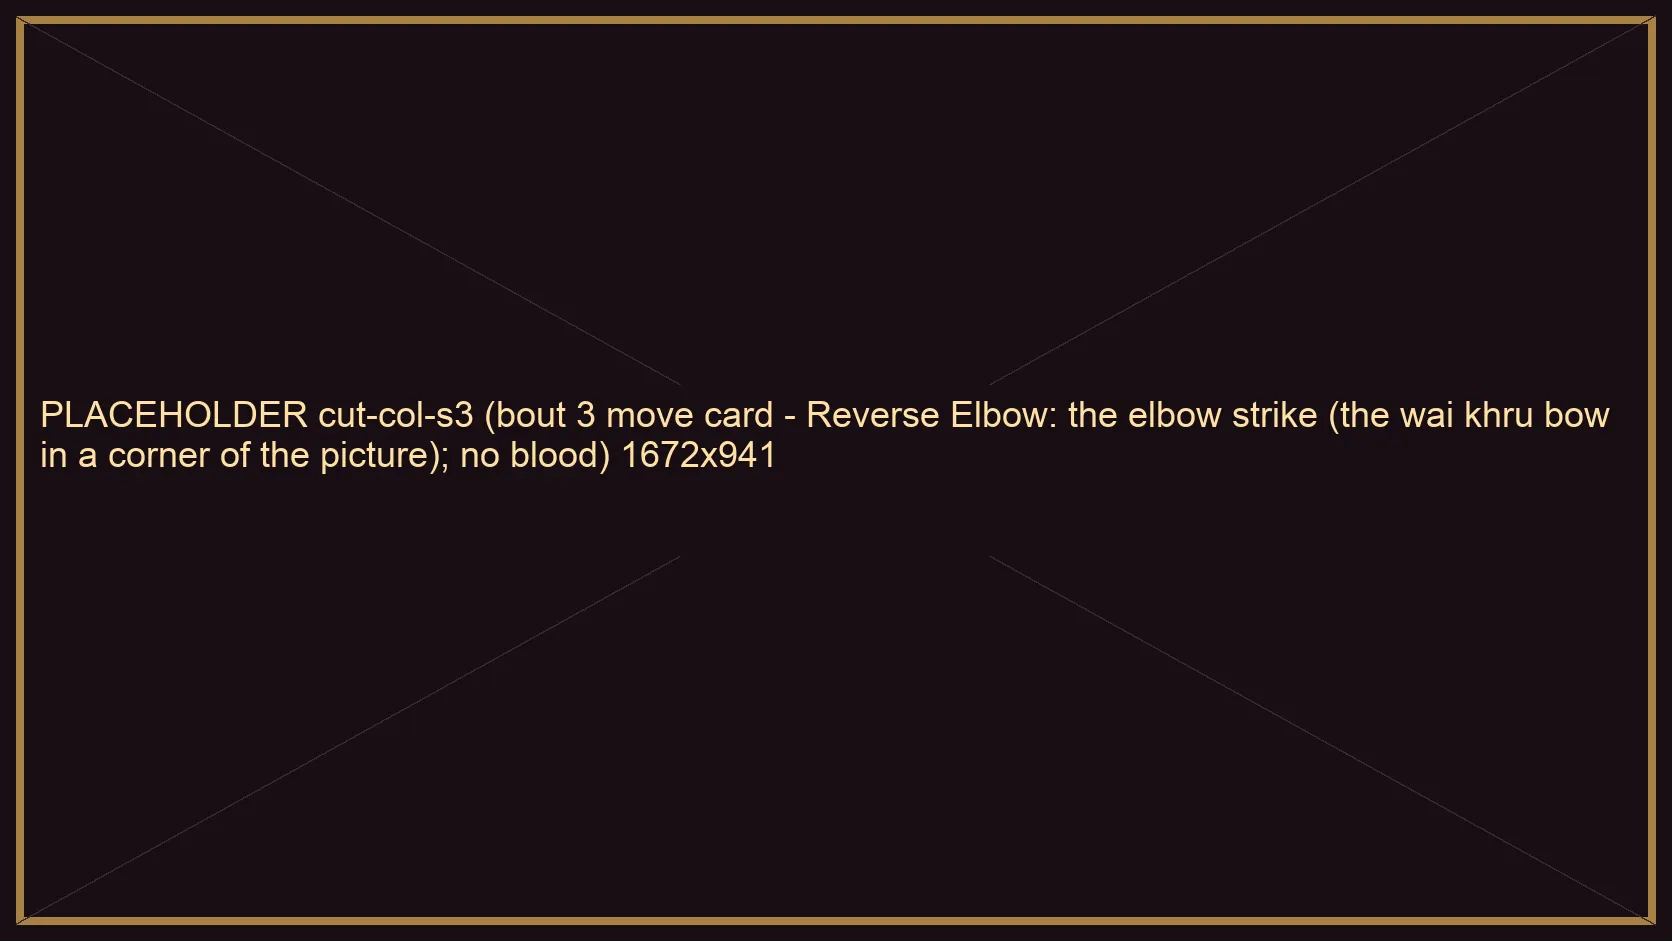 PLACEHOLDER cut-col-s3 (bout 3 move card - Reverse Elbow: the elbow strike (the wai khru bow
in a corner of the picture); no blood) 1672x941